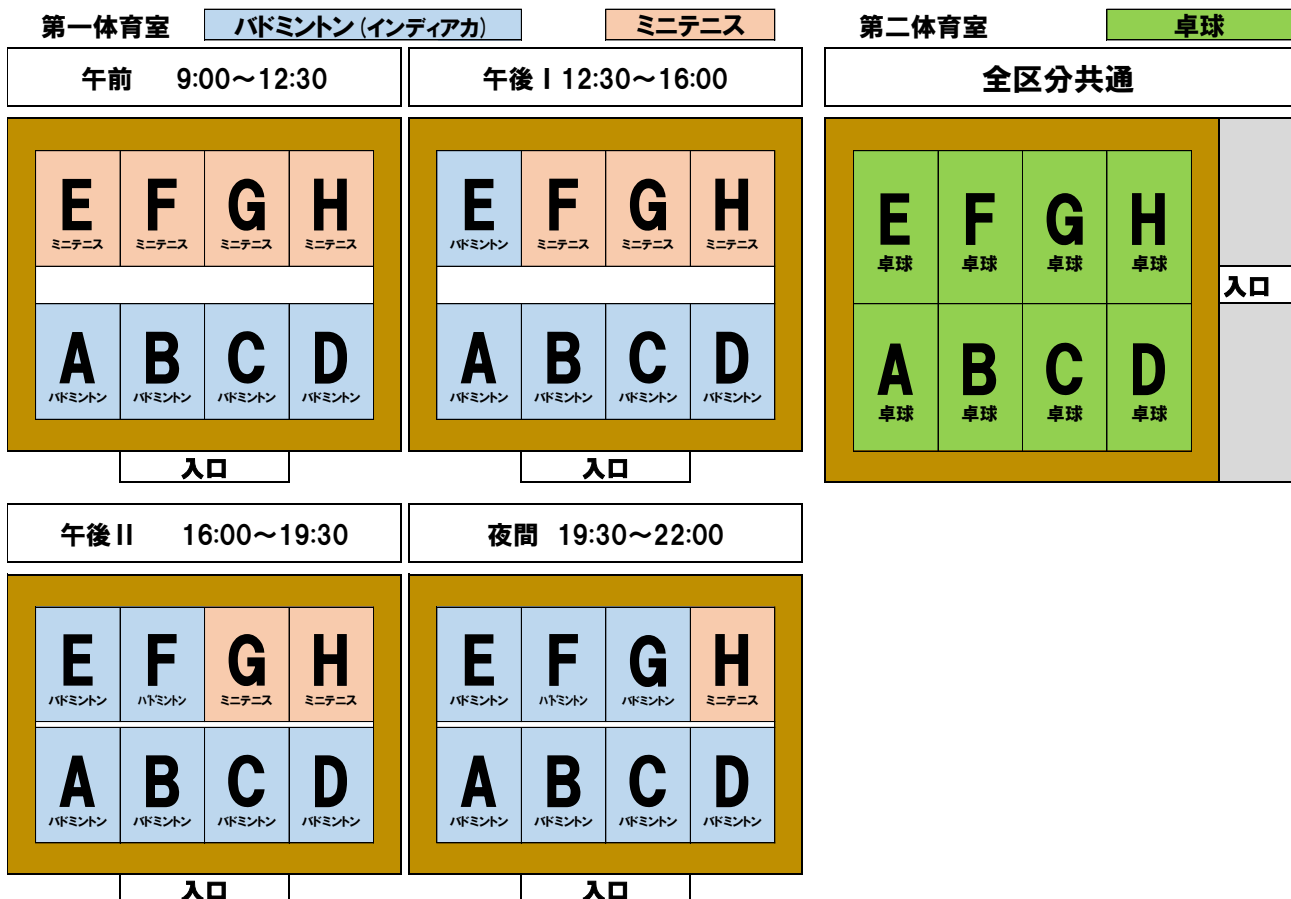 第一体育室 バドミントン (インディアカ) ミニテニス 第二体育室 卓球
午前 9:00～12:30 午後Ⅰ 12:30～16:00 全区分共通
E F G H
ミニテニス ミニテニス ミニテニス ミニテニス
A B C D
バドミントン バドミントン バドミントン バドミントン
入口
E F G H
バドミントン ミニテニス ミニテニス ミニテニス
A B C D
バドミントン バドミントン バドミントン バドミントン
入口
E F G H
卓球 卓球 卓球 卓球
入口
A B C D
卓球 卓球 卓球 卓球
午後Ⅱ 16:00～19:30 夜間 19:30～22:00
E F G H
バドミントン バドミントン ミニテニス ミニテニス
A B C D
バドミントン バドミントン バドミントン バドミントン
入口
E F G H
バドミントン バドミントン バドミントン ミニテニス
A B C D
バドミントン バドミントン バドミントン バドミントン
入口